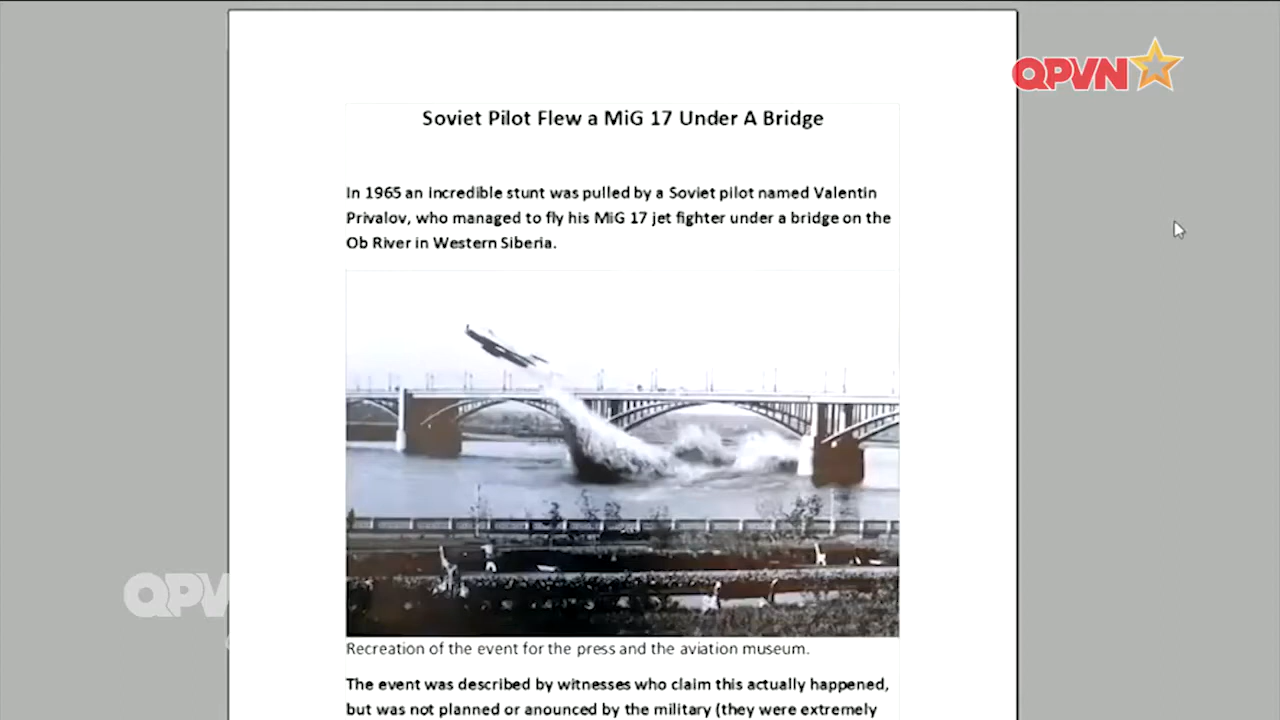 QPVN
Soviet Pilot Flew a MiG 17 Under A Bridge
In 1965 an incredible stunt was pulled by a Soviet pilot named Valentin
Privalov, who managed to fly his MiG 17 jet fighter under a bridge on the
Ob River in Western Siberia.
QPV
Recreation of the event for the press and the aviation museum.
The event was described by witnesses who claim this actually happened,
but was not planned or anounced by the military (they were extremely